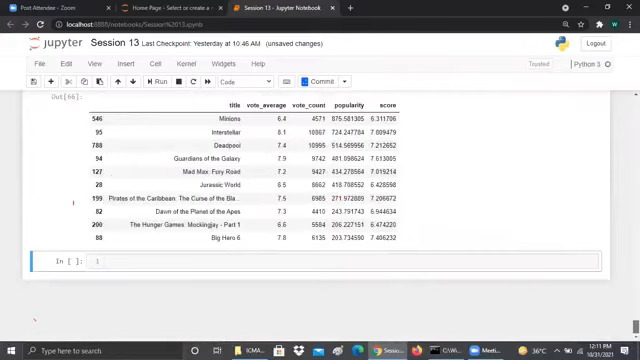 Post Attendee - Zoom
Home Page - Select or create a n
Session 13 - Jupyter Notebook
localhost:8888/notebooks/Session%2013.ipynb
jupyter Session 13 Last Checkpoint: Yesterday at 10:46 AM (unsaved changes)
Logout
File Edit View Insert Cell Kernel Widgets Help
Trusted
Python 3
Run
Code
Commit
Out[66]:
title vote_average vote_count popularity score
546 Minions 6.4 4571 875.581305 6.311706
95 Interstellar 8.1 10867 724.247784 7.809479
788 Deadpool 7.4 10995 514.569956 7.212652
94 Guardians of the Galaxy 7.9 9742 481.098624 7.613005
127 Mad Max: Fury Road 7.2 9427 434.278564 7.019214
28 Jurassic World 6.5 8662 418.708552 6.428598
199 Pirates of the Caribbean: The Curse of the Bla... 7.5 6985 271.972889 7.206672
82 Dawn of the Planet of the Apes 7.3 4410 243.791743 6.944634
200 The Hunger Games: Mockingjay - Part 1 6.6 5584 206.227151 6.474220
88 Big Hero 6 7.8 6135 203.734590 7.406232
In [ ]: 1
Type here to search
ICMA...
Sessio...
C:\Wi...
Meeti...
36°C
12:11 PM
10/31/2021